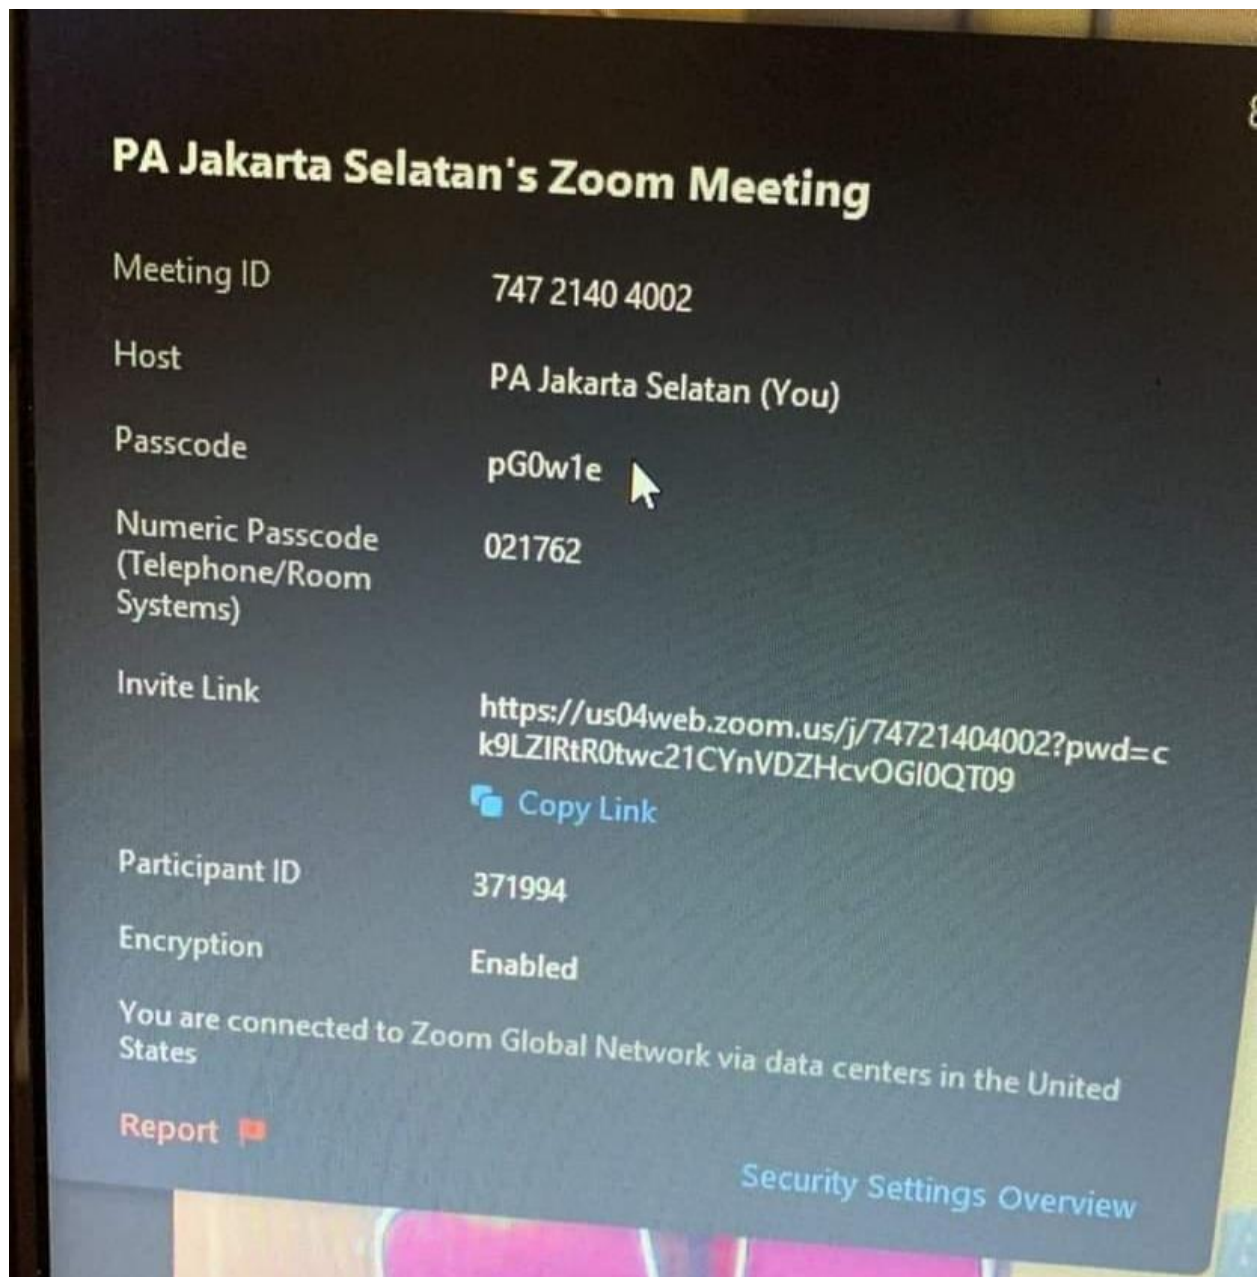 PA Jakarta Selatan's Zoom Meeting
Meeting ID
747 2140 4002
Host
PA Jakarta Selatan (You)
Passcode
pG0w1e
Numeric Passcode
(Telephone/Room
Systems)
021762
Invite Link
https://us04web.zoom.us/j/74721404002?pwd=c
k9LZlRtR0twc21CYnVDZHcvOGl0QT09
Copy Link
Participant ID
371994
Encryption
Enabled
You are connected to Zoom Global Network via data centers in the United
States
Report
Security Settings Overview